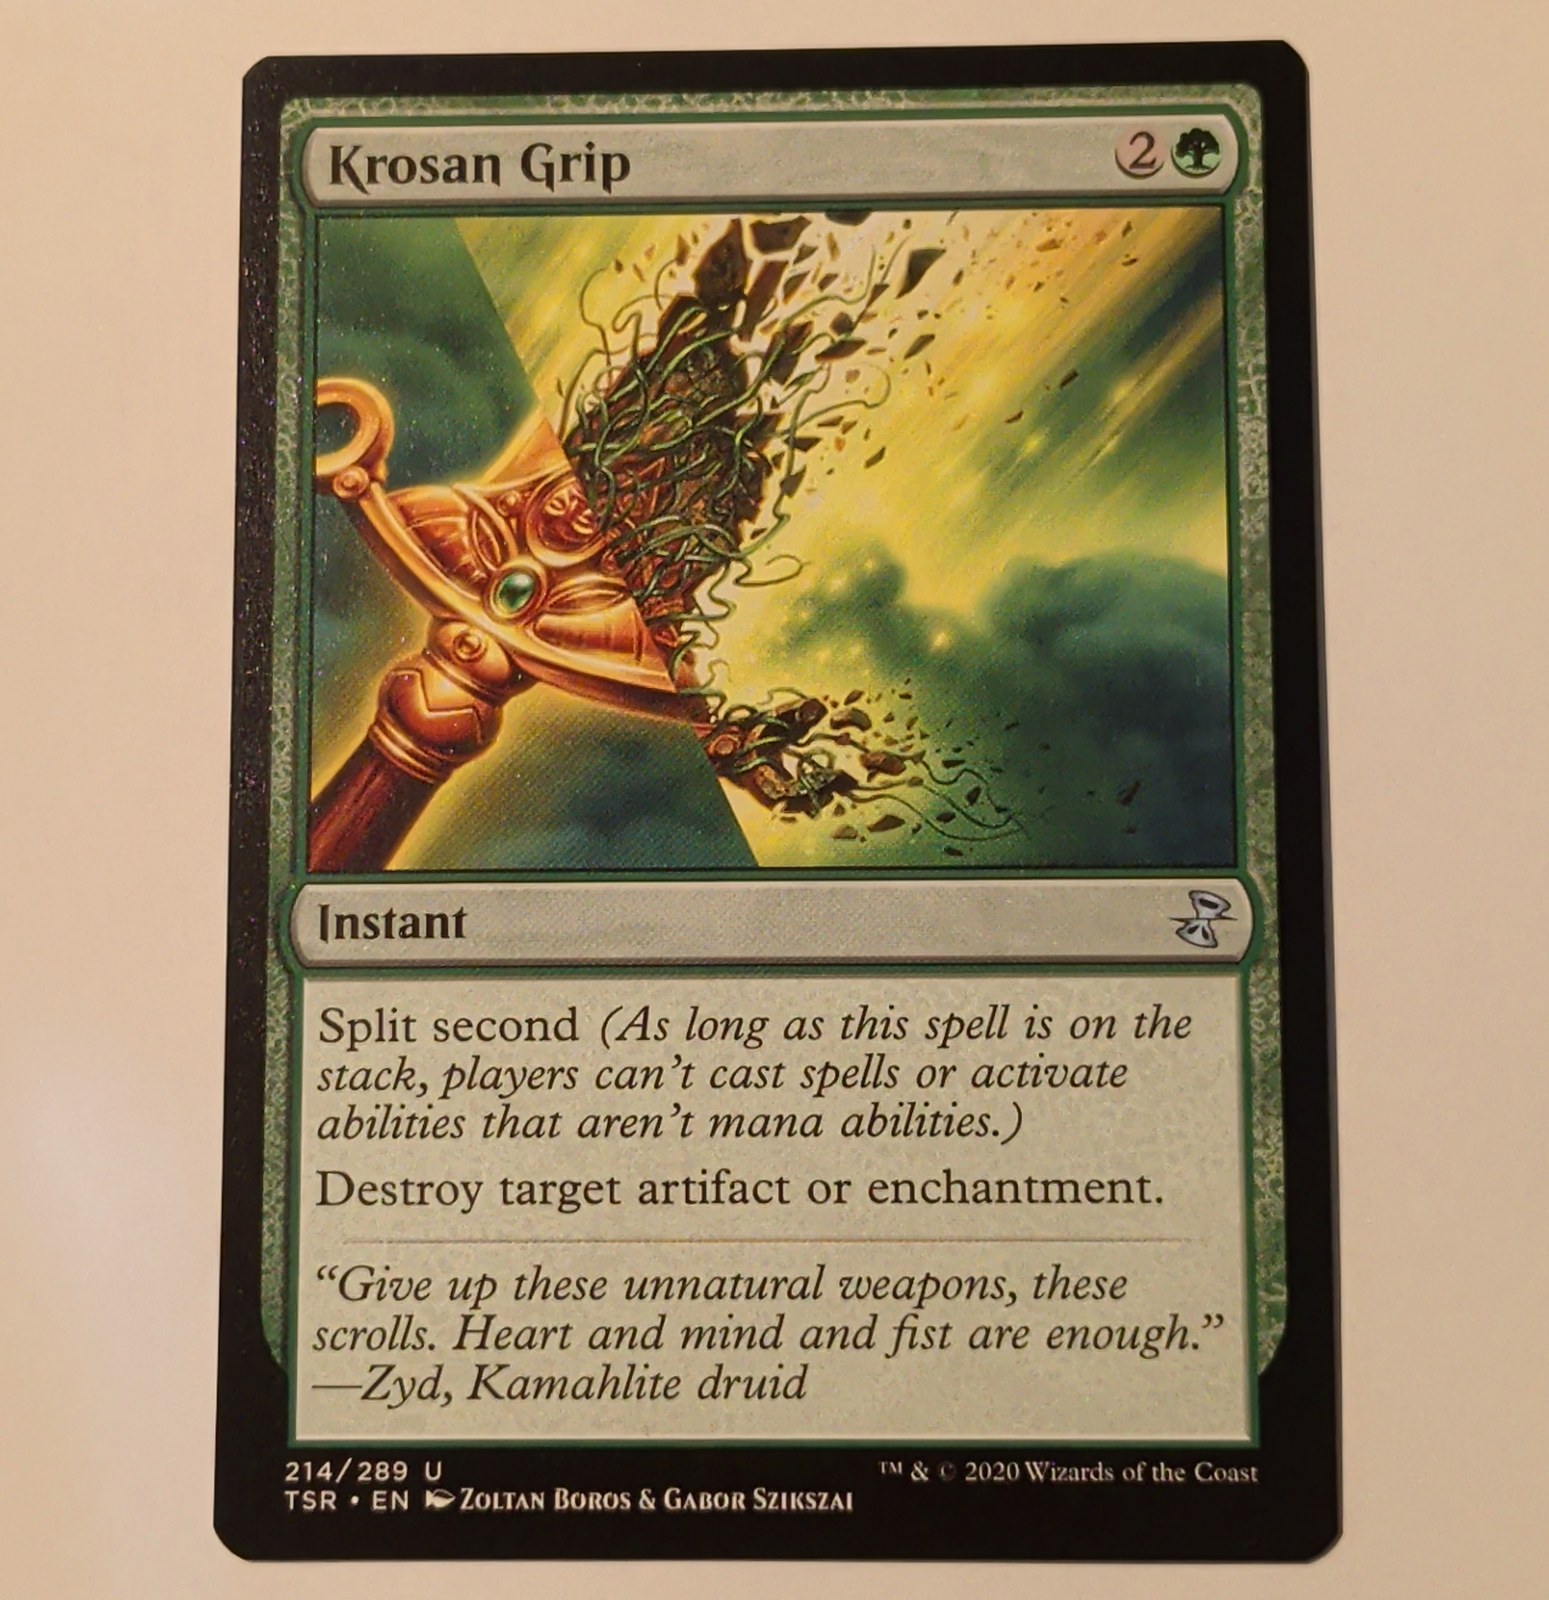 Krosan Grip 2
Instant
Split second (As long as this spell is on the
stack, players can't cast spells or activate
abilities that aren't mana abilities.)
Destroy target artifact or enchantment.
“Give up these unnatural weapons, these
scrolls. Heart and mind and fist are enough.”
—Zyd, Kamahlite druid
214/289 U
™ & © 2020 Wizards of the Coast
TSR • EN Zoltan Boros & Gabor Szikszai